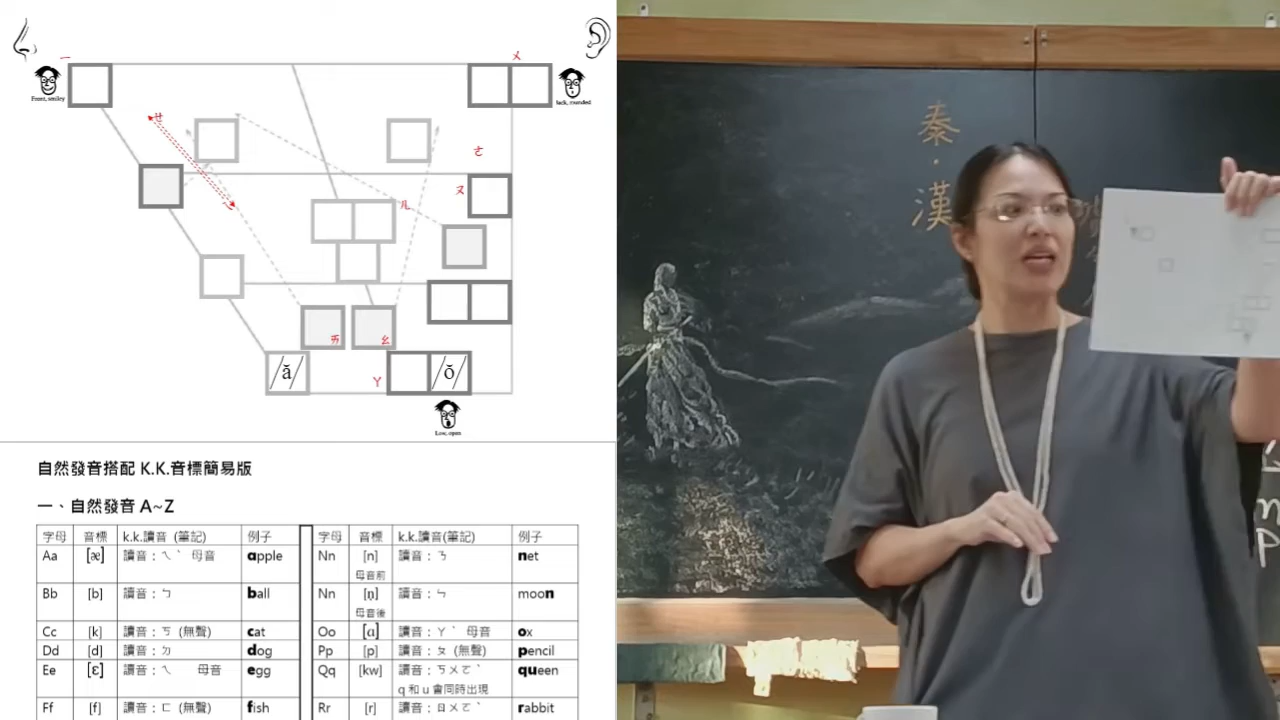 ㄧ
ㄨ
Front, smiley
ㄝ
ㄜ
ㄟ
ㄡ
ㄦ
ㄞ
ㄠ
/ă/
ㄚ
/ŏ/
Low, open
自然發音搭配 K.K.音標簡易版
一、自然發音 A~Z
字母 音標 k.k.讀音 (筆記) 例子 字母 音標 k.k.讀音(筆記) 例子
Aa [æ] 讀音：ㄟˋ 母音 apple Nn [n] 母音前 讀音：ㄋ net
Bb [b] 讀音：ㄅ ball Nn [n̩] 母音後 讀音：ㄣ moon
Cc [k] 讀音：ㄎ (無聲) cat Oo [ɑ] 讀音：ㄚˋ 母音 ox
Dd [d] 讀音：ㄉ dog Pp [p] 讀音：ㄆ (無聲) pencil
Ee [ɛ] 讀音：ㄟ 母音 egg Qq [kw] 讀音：ㄎㄨㄛˋ q 和 u 會同時出現 queen
Ff [f] 讀音：ㄈ (無聲) fish Rr [r] 讀音：ㄖㄨㄛˋ rabbit
秦·漢